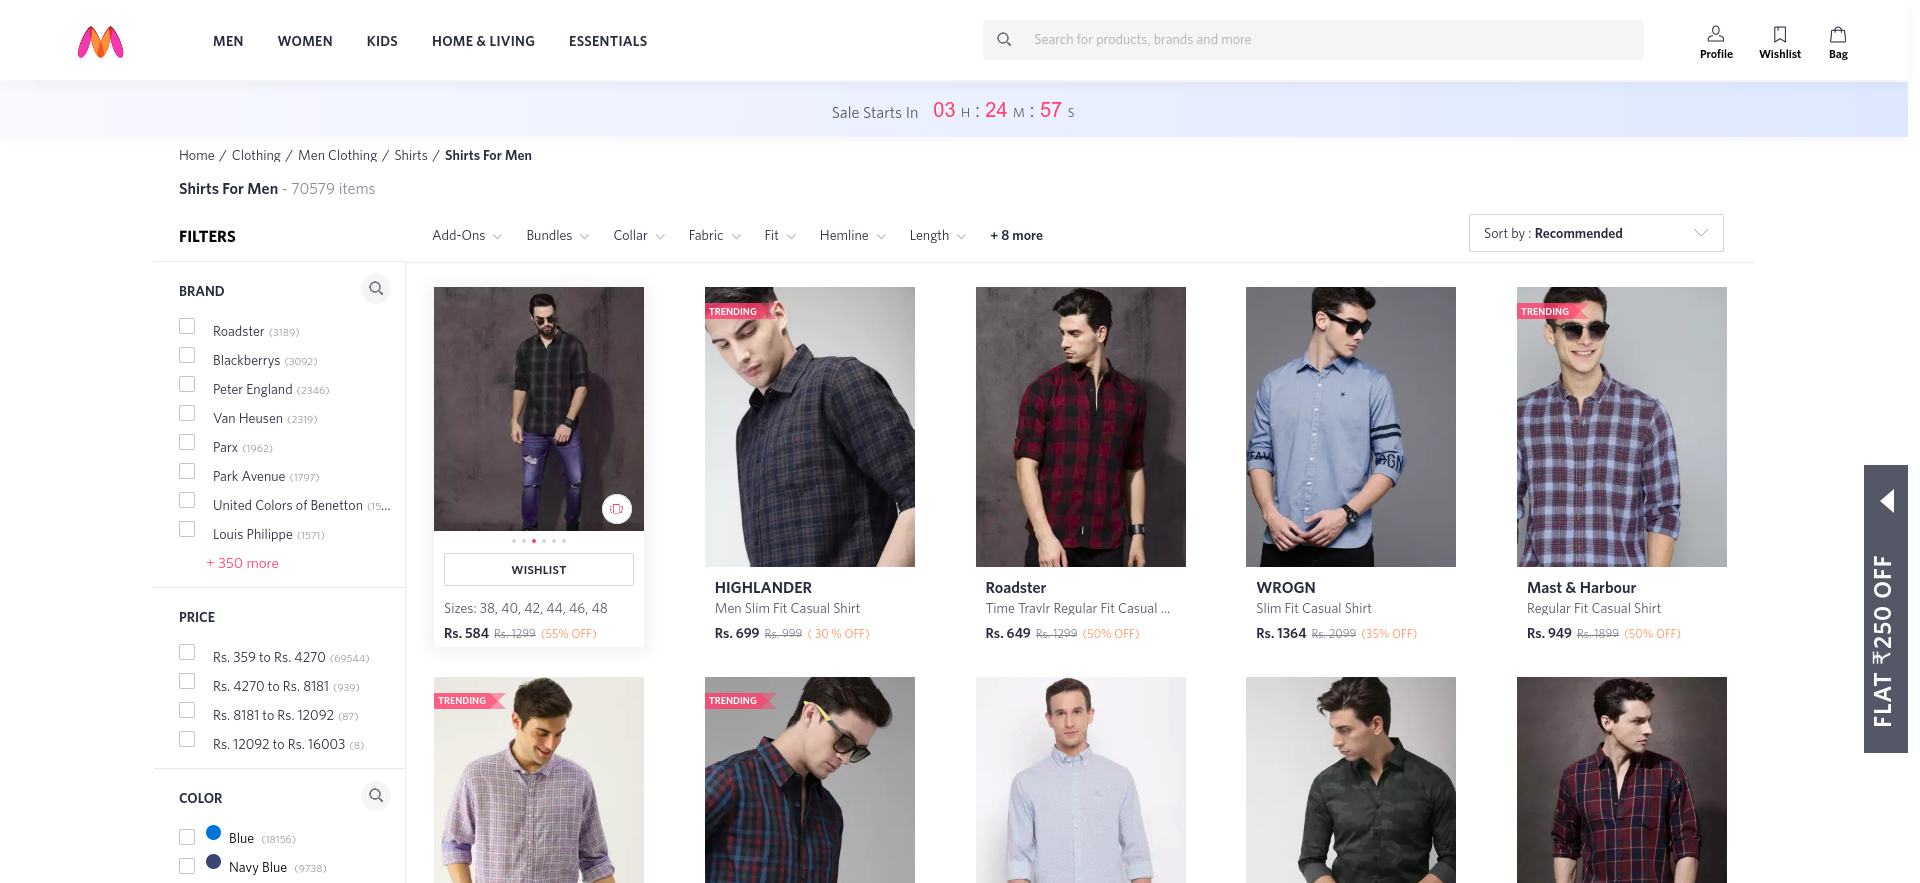 MEN WOMEN KIDS HOME & LIVING ESSENTIALS Search for products, brands and more Profile Wishlist Bag
Sale Starts In 03 H : 24 M : 57 S
Home / Clothing / Men Clothing / Shirts / Shirts For Men
Shirts For Men - 70579 items
FILTERS Add-Ons Bundles Collar Fabric Fit Hemline Length + 8 more Sort by : Recommended
BRAND
Roadster (3189)
Blackberrys (3092)
Peter England (2346)
Van Heusen (2319)
Parx (1962)
Park Avenue (1797)
United Colors of Benetton (15...
Louis Philippe (1571)
+ 350 more
PRICE
Rs. 359 to Rs. 4270 (69544)
Rs. 4270 to Rs. 8181 (939)
Rs. 8181 to Rs. 12092 (87)
Rs. 12092 to Rs. 16003 (8)
COLOR
Blue (18156)
Navy Blue (9738)
WISHLIST
Sizes: 38, 40, 42, 44, 46, 48
Rs. 584 Rs. 1299 (55% OFF)
TRENDING
HIGHLANDER
Men Slim Fit Casual Shirt
Rs. 699 Rs. 999 ( 30 % OFF)
Roadster
Time Travlr Regular Fit Casual ...
Rs. 649 Rs. 1299 (50% OFF)
WROGN
Slim Fit Casual Shirt
Rs. 1364 Rs. 2099 (35% OFF)
TRENDING
Mast & Harbour
Regular Fit Casual Shirt
Rs. 949 Rs. 1899 (50% OFF)
TRENDING
TRENDING
FLAT ₹250 OFF